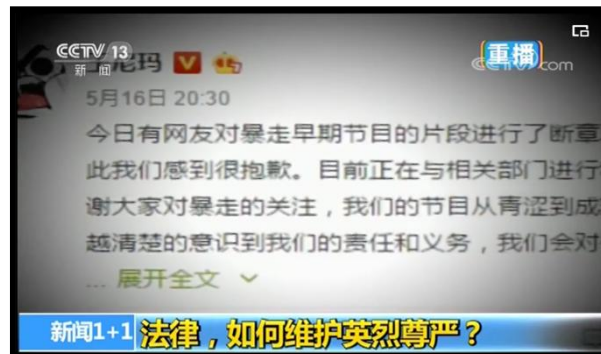 CCTV 13
新闻
重播
.com
尼玛 V
5月16日 20:30
今日有网友对暴走早期节目的片段进行了断章
此我们感到很抱歉。目前正在与相关部门进行
谢大家对暴走的关注，我们的节目从青涩到成
越清楚的意识到我们的责任和义务，我们会对
... 展开全文
新闻1+1 法律，如何维护英烈尊严？